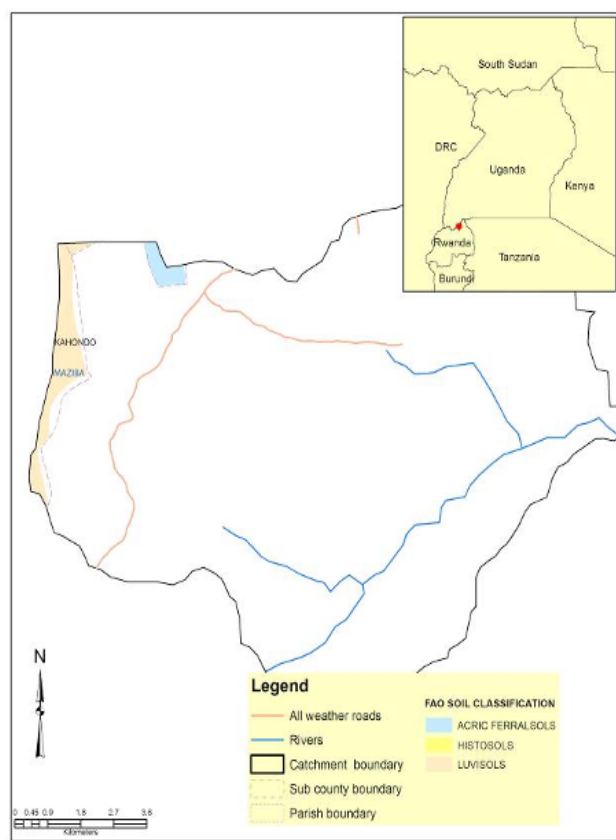 South Sudan
DRC
Uganda
Kenya
Rwanda
Tanzania
Burundi
KAHONDO
MAZIBA
N
0 0.45 0.9 1.8 2.7 3.6
Kilometers
Legend
All weather roads
Rivers
Catchment boundary
Sub county boundary
Parish boundary
FAO SOIL CLASSIFICATION
ACRIC FERRALSOLS
HISTOSOLS
LUVISOLS